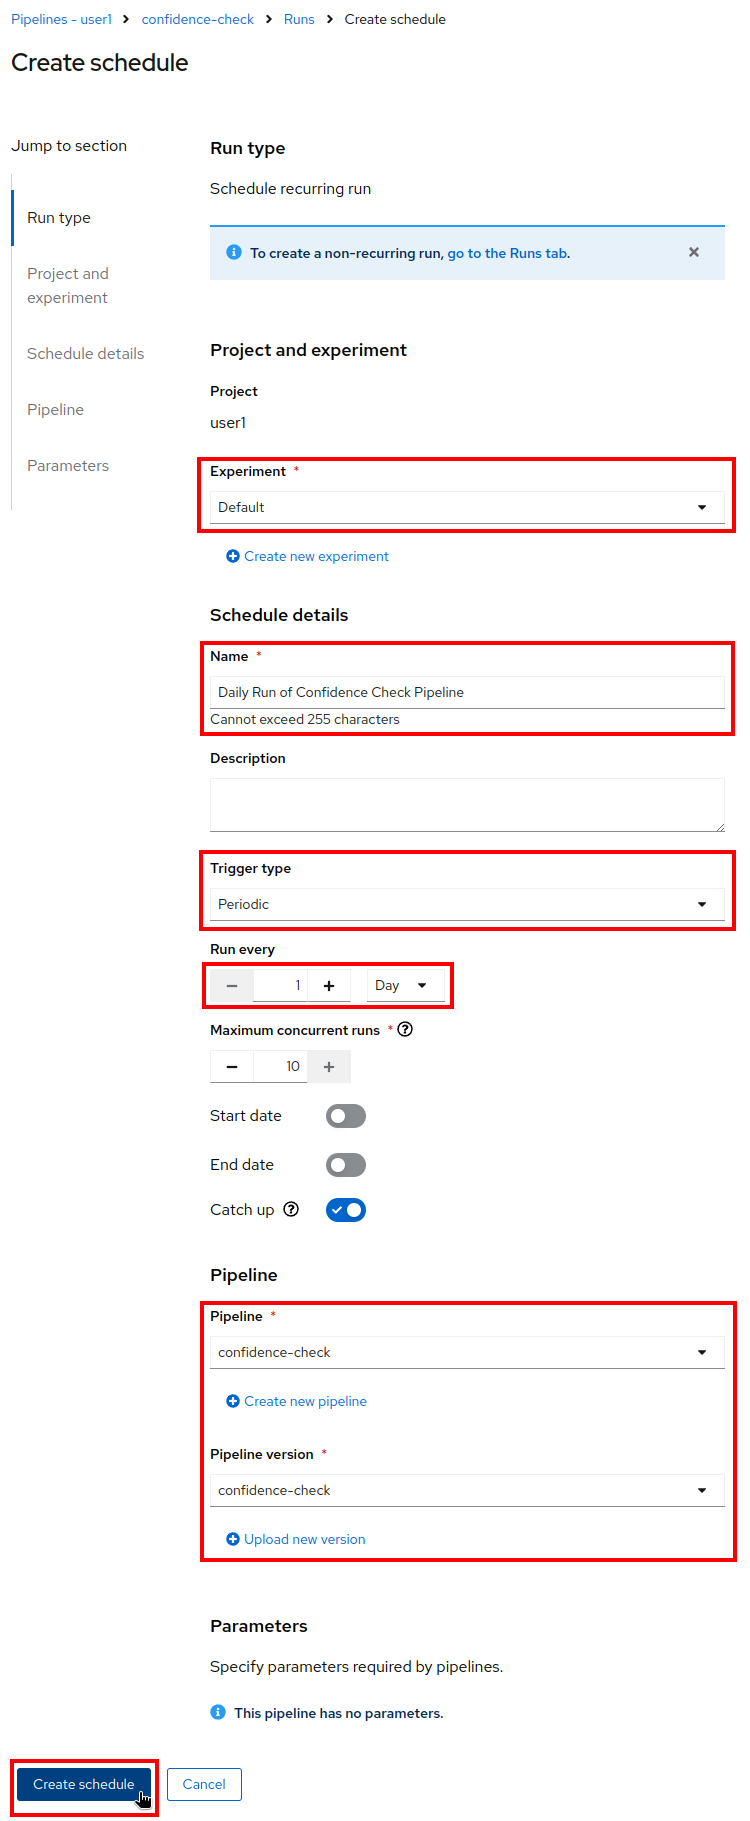 Pipelines - user1 > confidence-check > Runs > Create schedule
Create schedule
Jump to section
Run type
Project and
experiment
Schedule details
Pipeline
Parameters
Run type
Schedule recurring run
To create a non-recurring run, go to the Runs tab.
Project and experiment
Project
user1
Experiment *
Default
Create new experiment
Schedule details
Name *
Daily Run of Confidence Check Pipeline
Cannot exceed 255 characters
Description
Trigger type
Periodic
Run every
1 Day
Maximum concurrent runs *
10
Start date
End date
Catch up
Pipeline
Pipeline *
confidence-check
Create new pipeline
Pipeline version *
confidence-check
Upload new version
Parameters
Specify parameters required by pipelines.
This pipeline has no parameters.
Create schedule Cancel